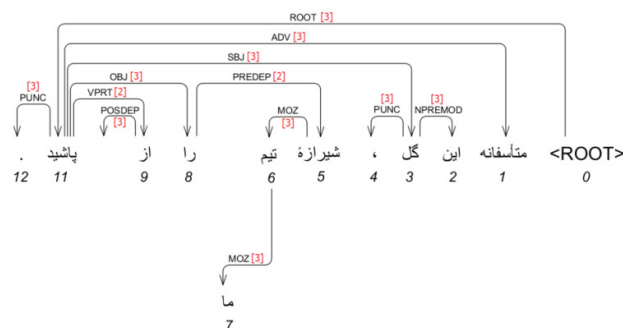 ROOT [3]
ADV [3]
SBJ [3]
OBJ [3] PREDEP [2]
[3] PUNC VPRT [2] POSDEP [3] MOZ [3] [3] PUNC [3] NPREMOD
<ROOT> متأسفانه این گل ، شیرازهٔ تیم را از پاشید .
12 11 9 8 6 5 4 3 2 1 0
MOZ [3]
ما
7